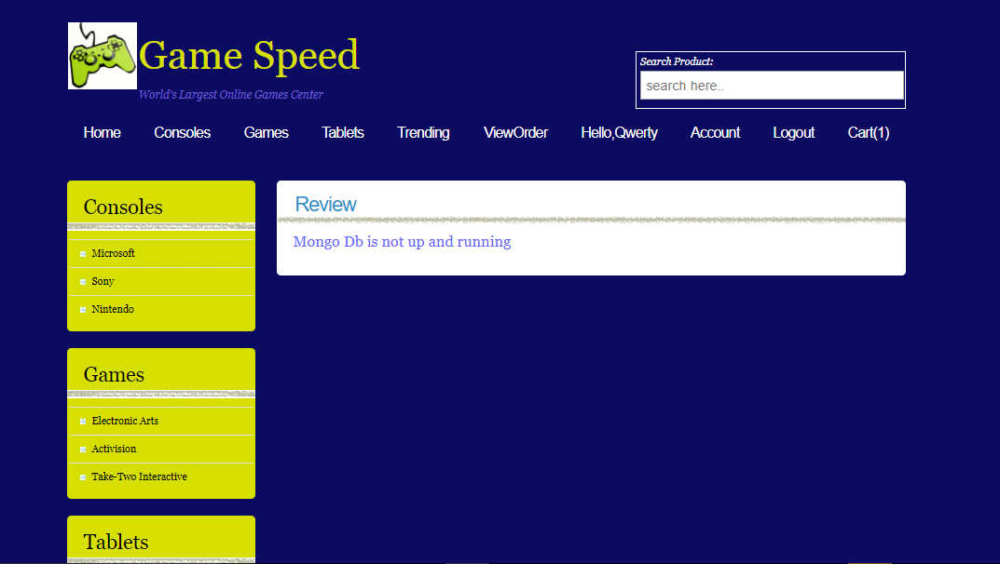 Game Speed
World's Largest Online Games Center
Search Product:
search here..
Home Consoles Games Tablets Trending ViewOrder Hello,Qwerty Account Logout Cart(1)
Consoles
Microsoft
Sony
Nintendo
Games
Electronic Arts
Activision
Take-Two Interactive
Tablets
Review
Mongo Db is not up and running